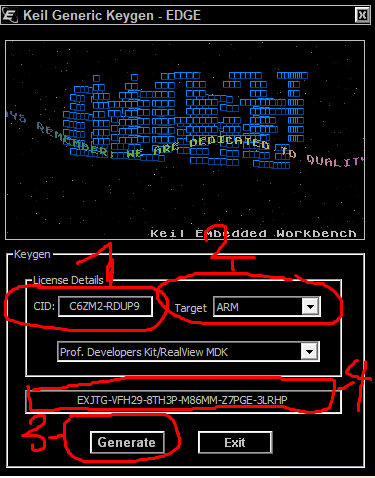 Keil Generic Keygen - EDGE
AYS REMEMBER, WE ARE DEDICATED TO QUALITY
Keil Embedded Workbench
Keygen
License Details
1
2
CID: C6ZM2-RDUP9 Target ARM
Prof. Developers Kit/RealView MDK
4
EXJTG-VFH29-8TH3P-M86MM-Z7PGE-3LRHP
3
Generate Exit